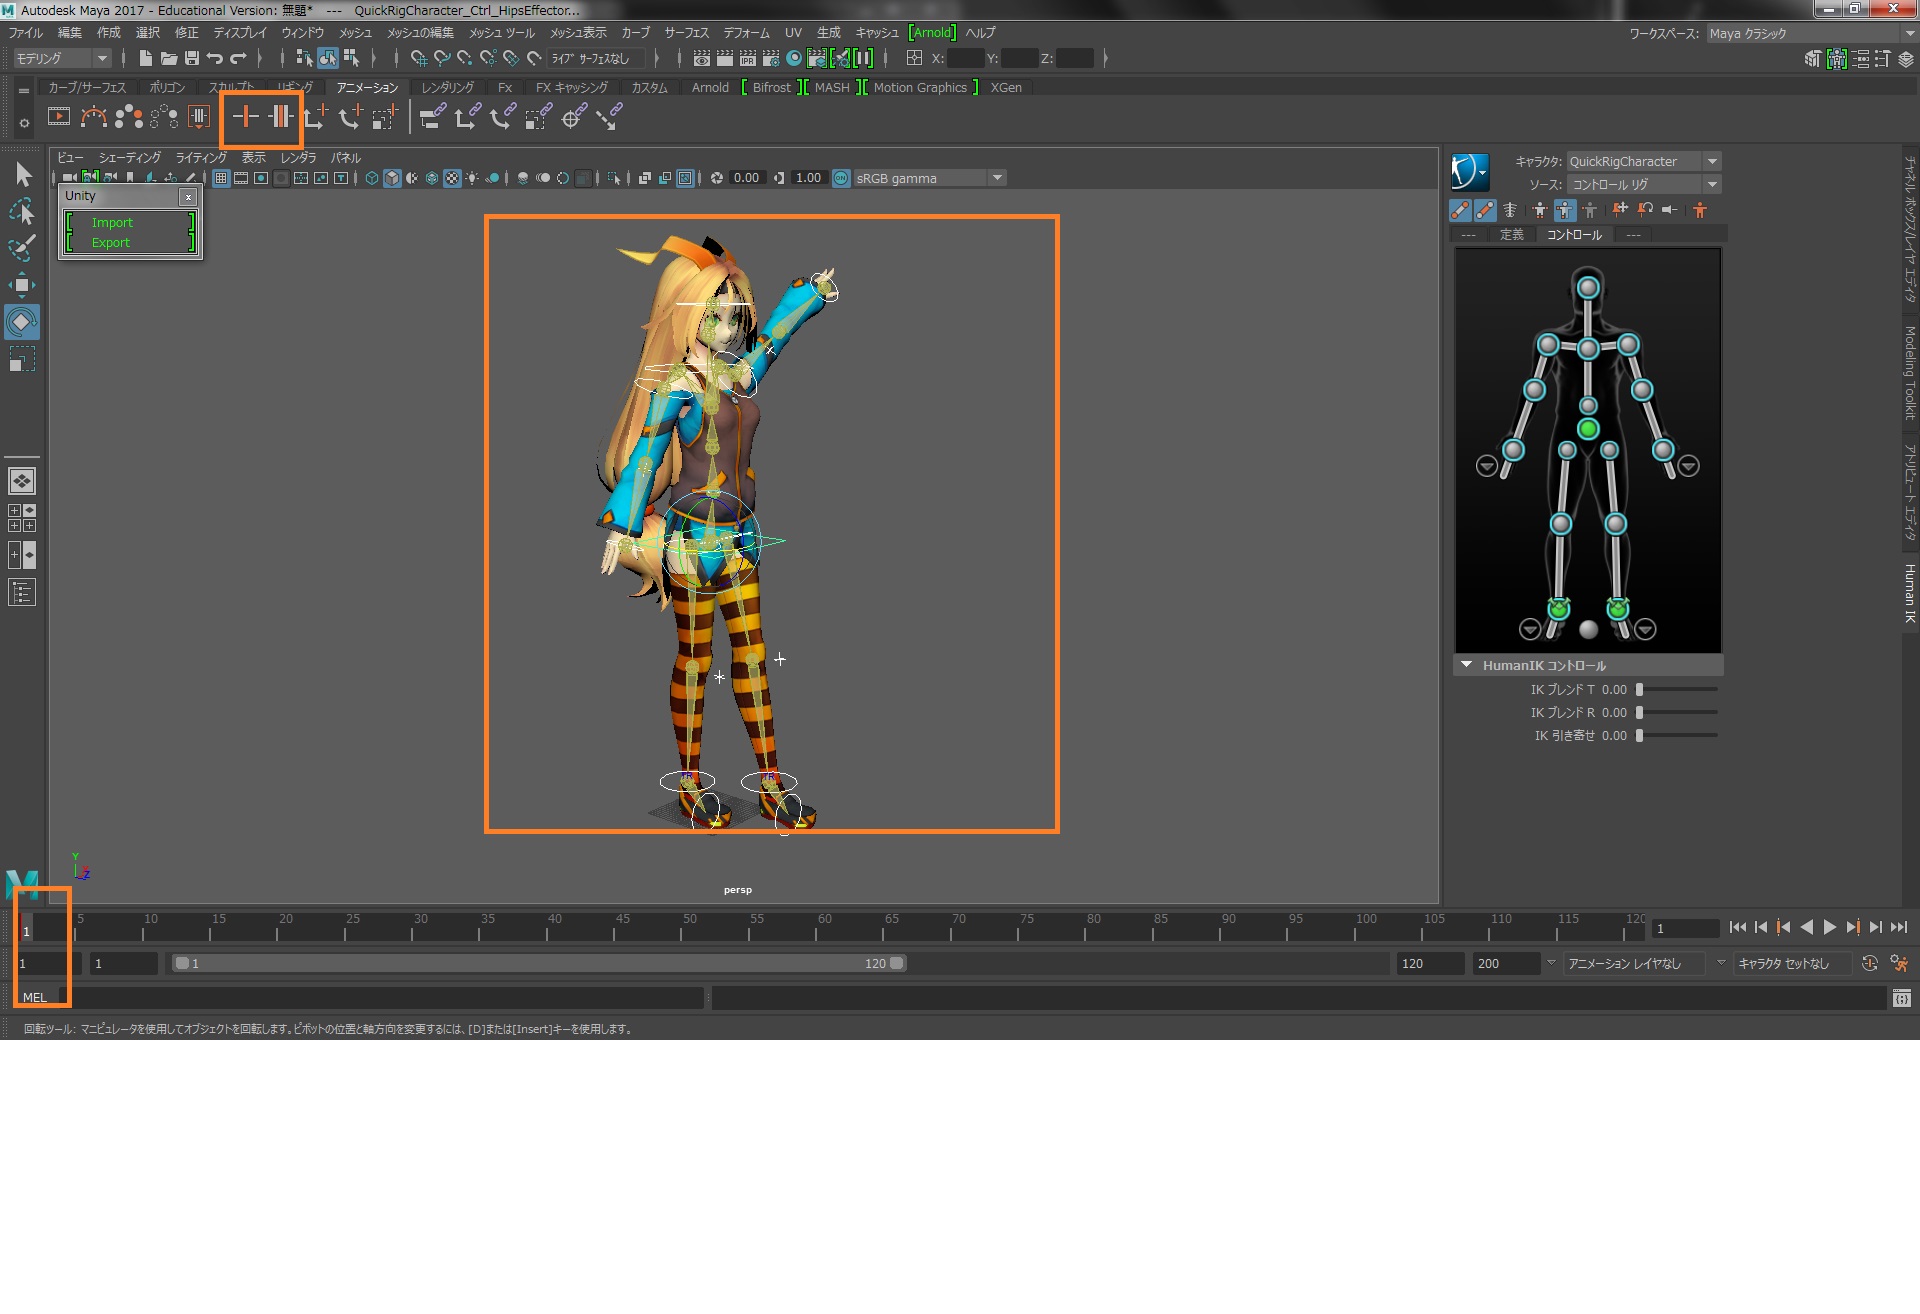 Autodesk Maya 2017 - Educational Version: 無題*   ---   QuickRigCharacter_Ctrl_HipsEffector...
ファイル 編集 作成 選択 修正 ディスプレイ ウィンドウ メッシュ メッシュの編集 メッシュ ツール メッシュ表示 カーブ サーフェス デフォーム UV 生成 キャッシュ [Arnold] ヘルプ
ワークスペース: Maya クラシック
モデリング
ライブ サーフェスなし
X: Y: Z:
カーブ/サーフェス ポリゴン スカルプト リギング アニメーション レンダリング Fx FX キャッシング カスタム Arnold [ Bifrost ][ MASH ][ Motion Graphics ] XGen
ビュー シェーディング ライティング 表示 レンダラ パネル
0.00 1.00 ON sRGB gamma
Unity x
Import
Export
キャラクタ: QuickRigCharacter
ソース: コントロール リグ
--- 定義 コントロール ---
チャネル ボックス/レイヤ エディタ
Modeling Toolkit
アトリビュート エディタ
Human IK
HumanIK コントロール
IK ブレンド T 0.00
IK ブレンド R 0.00
IK 引き寄せ 0.00
Y
Z
persp
1 5 10 15 20 25 30 35 40 45 50 55 60 65 70 75 80 85 90 95 100 105 110 115 120
1
1 1 1 120 120 200 アニメーション レイヤなし キャラクタ セットなし
MEL
回転ツール: マニピュレータを使用してオブジェクトを回転します。ピボットの位置と軸方向を変更するには、[D]または[Insert]キーを使用します。